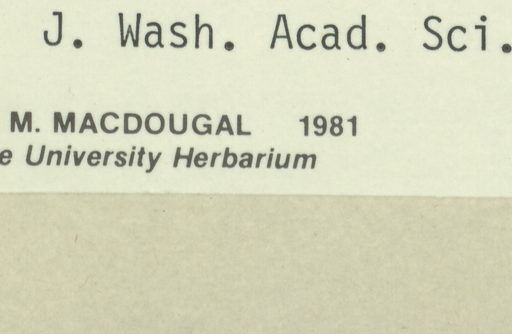 J. Wash. Acad. Sci.
M. MACDOUGAL 1981
University Herbarium